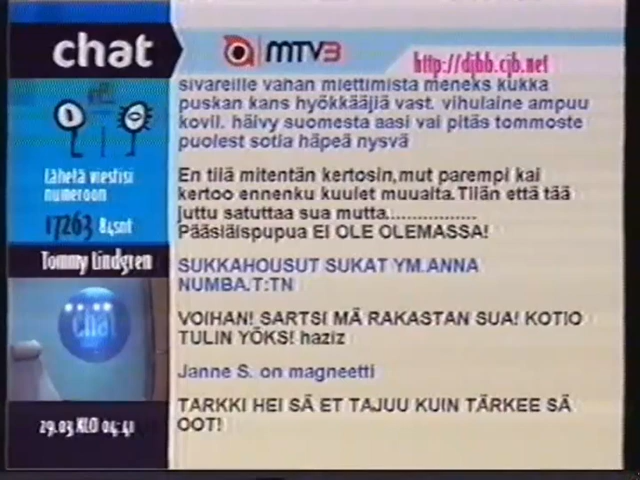 chat
MTV3
http://djbb.cjb.net
sivareille vähän miettimistä meneks kukka
puskan kans hyökkääjiä vast. vihulaine ampuu
kovil. häivy suomesta aasi vai pitäs tommoste
puolest sotia häpeä nysvä
Lähetä viestisi
numeroon
17263 84snt
En tiiä mitentän kertosin,mut parempi kai
kertoo ennenku kuulet muualta.Tiiän että tää
juttu satuttaa sua mutta.................
Pääsiäispupua EI OLE OLEMASSA!
Tommy Lindgren
SUKKAHOUSUT SUKAT YM.ANNA
NUMBA.T:TN
VOIHAN! SARTSI MÄ RAKASTAN SUA! KOTIO
TULIN YÖKS! haziz
Chat
Janne S. on magneetti
TARKKI HEI SÄ ET TAJUU KUIN TÄRKEE SÄ
OOT!
29.03 KLO 04:41